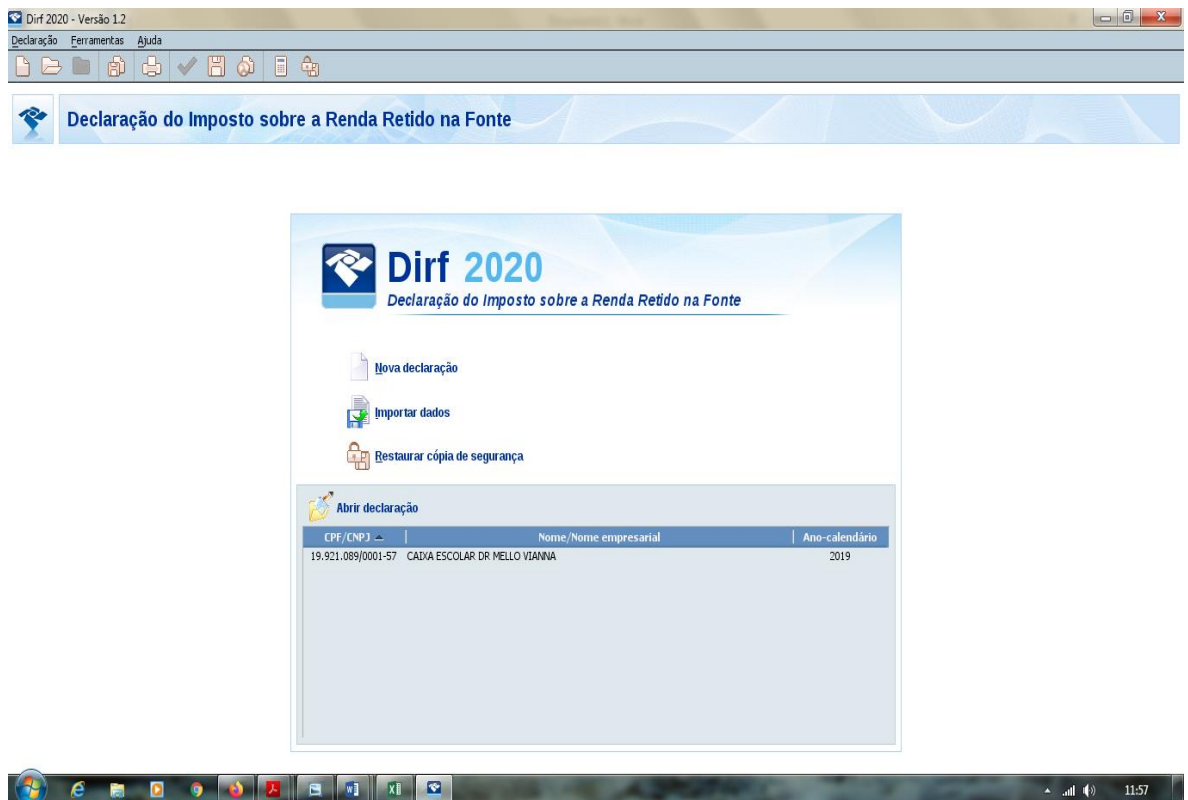 Dirf 2020 - Versão 1.2
Declaração Ferramentas Ajuda
Declaração do Imposto sobre a Renda Retido na Fonte
Dirf 2020
Declaração do Imposto sobre a Renda Retido na Fonte
Nova declaração
Importar dados
Restaurar cópia de segurança
Abrir declaração
CPF/CNPJ Nome/Nome empresarial Ano-calendário
19.921.089/0001-57 CAIXA ESCOLAR DR MELLO VIANNA 2019
11:57